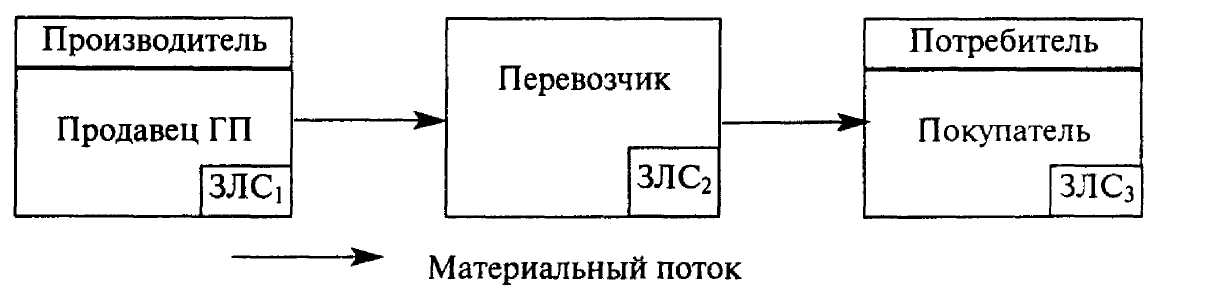 Производитель
Продавец ГП
ЗЛС₁
Перевозчик
ЗЛС₂
Потребитель
Покупатель
ЗЛС₃
Материальный поток